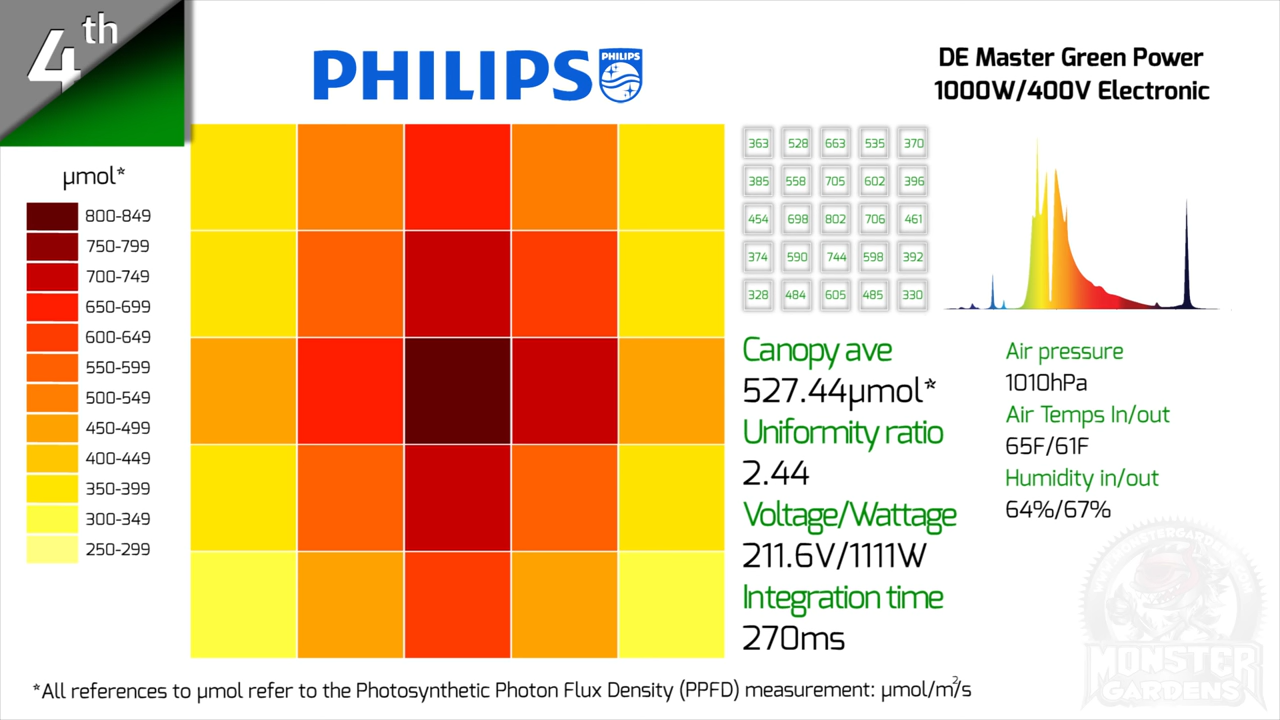 4th
PHILIPS
PHILIPS
DE Master Green Power
1000W/400V Electronic
µmol*
800-849
750-799
700-749
650-699
600-649
550-599
500-549
450-499
400-449
350-399
300-349
250-299
363 528 663 535 370
385 558 705 602 396
454 698 802 706 461
374 590 744 598 392
328 484 605 485 330
Canopy ave
527.44µmol*
Uniformity ratio
2.44
Voltage/Wattage
211.6V/1111W
Integration time
270ms
Air pressure
1010hPa
Air Temps In/out
65F/61F
Humidity in/out
64%/67%
MONSTER
GARDENS
*All references to µmol refer to the Photosynthetic Photon Flux Density (PPFD) measurement: µmol/m²/s